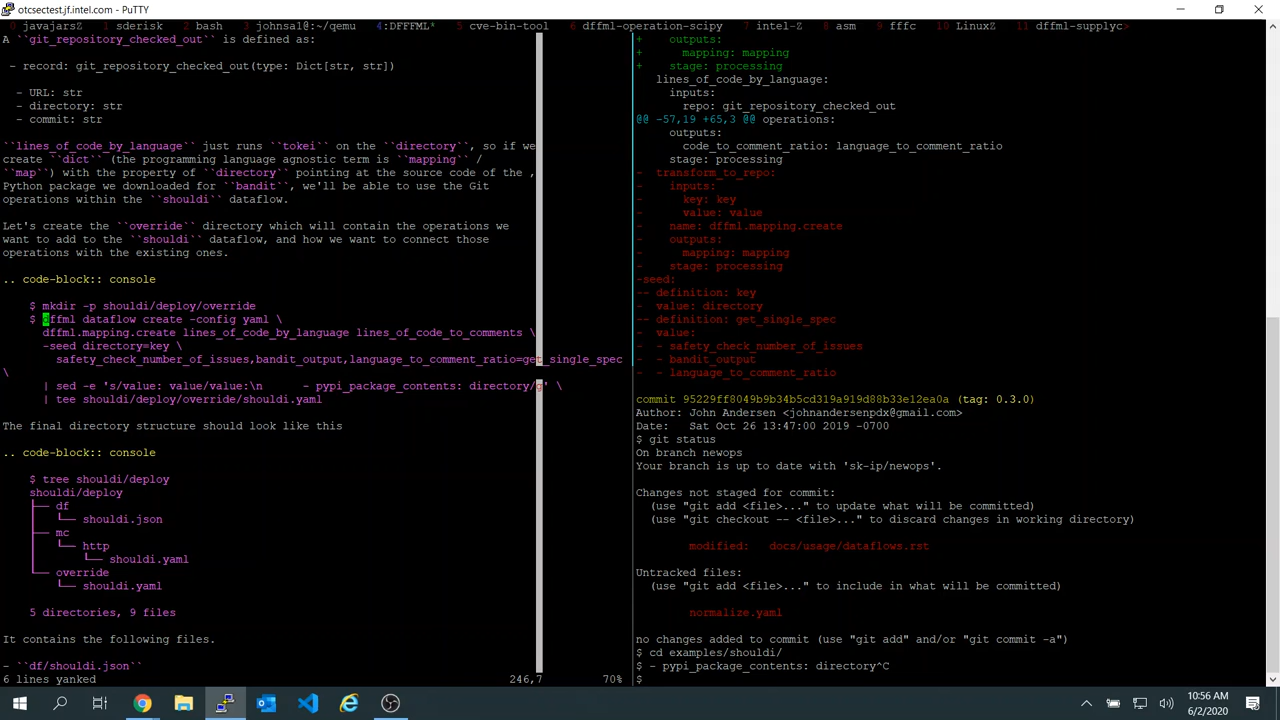 otcsectest.jf.intel.com - PuTTY
0 javajarsZ 1 sderisk 2 bash 3 johnsa1@:~/qemu 4:DFFFML* 5 cve-bin-tool 6 dffml-operation-scipy 7 intel-Z 8 asm 9 fffc 10 LinuxZ 11 dffml-supplyc>
A ``git_repository_checked_out`` is defined as:
record git_repository_checked_out(type: Dict[str, str])
- URL: str
- directory: str
- commit: str
``lines_of_code_by_language`` just runs ``tokei`` on the ``directory``, so if we
create ``dict`` (the programming language agnostic term is ``mapping`` /
``map``) with the property of ``directory`` pointing at the source code of the ,
Python package we downloaded for ``bandit``, we'll be able to use the Git
operations within the ``shouldi`` dataflow.
Let's create the ``override`` directory which will contain the operations we
want to add to the ``shouldi`` dataflow, and how we want to connect those
operations with the existing ones.
.. code-block:: console
$ mkdir -p shouldi/deploy/override
$ dffml dataflow create -config yaml \
dffml.mapping.create lines_of_code_by_language lines_of_code_to_comments \
-seed directory=key \
safety_check_number_of_issues,bandit_output,language_to_comment_ratio=get_single_spec
\
| sed -e 's/value: value/value:\n - pypi_package_contents: directory/g' \
| tee shouldi/deploy/override/shouldi.yaml
The final directory structure should look like this
.. code-block:: console
$ tree shouldi/deploy
shouldi/deploy
├── df
│ └── shouldi.json
├── mc
│ └── http
│ └── shouldi.yaml
└── override
└── shouldi.yaml
5 directories, 9 files
It contains the following files.
- ``df/shouldi.json``
6 lines yanked 246,7 70%
+ outputs:
+ mapping: mapping
+ stage: processing
lines_of_code_by_language:
inputs:
repo: git_repository_checked_out
@@ -57,19 +65,3 @@ operations:
outputs:
code_to_comment_ratio: language_to_comment_ratio
stage: processing
- transform_to_repo:
- inputs:
- key: key
- value: value
- name: dffml.mapping.create
- outputs:
- mapping: mapping
- stage: processing
-seed:
-- definition: key
- value: directory
-- definition: get_single_spec
- value:
- - safety_check_number_of_issues
- - bandit_output
- - language_to_comment_ratio
commit 95229ff8049b9b34b5cd319a919d88b33e12ea0a (tag: 0.3.0)
Author: John Andersen <johnandersenpdx@gmail.com>
Date: Sat Oct 26 13:47:00 2019 -0700
$ git status
On branch newops
Your branch is up to date with 'sk-ip/newops'.
Changes not staged for commit:
(use "git add <file>..." to update what will be committed)
(use "git checkout -- <file>..." to discard changes in working directory)
modified: docs/usage/dataflows.rst
Untracked files:
(use "git add <file>..." to include in what will be committed)
normalize.yaml
no changes added to commit (use "git add" and/or "git commit -a")
$ cd examples/shouldi/
$ - pypi_package_contents: directory^C
$
10:56 AM
6/2/2020